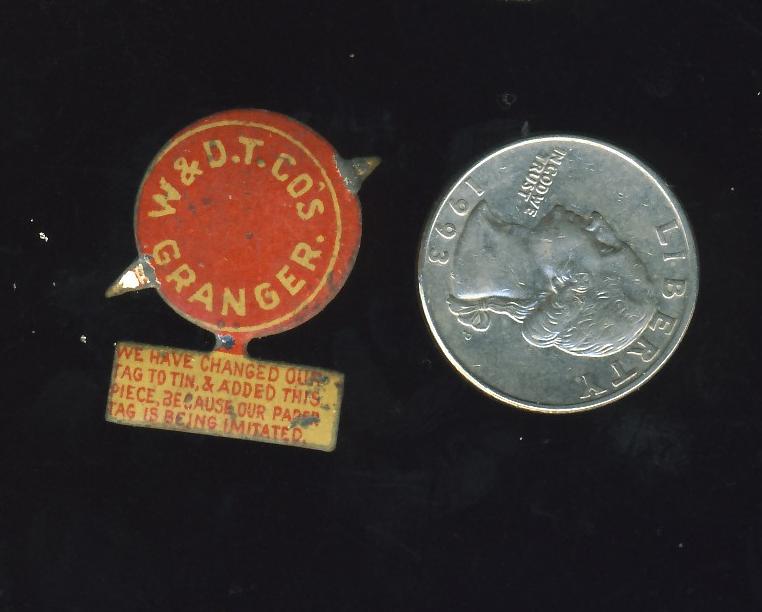 W & D.T. CO'S
GRANGER.
WE HAVE CHANGED OUR
TAG TO TIN, & ADDED THIS
PIECE, BECAUSE OUR PAPER
TAG IS BEING IMITATED.
LIBERTY
IN GOD WE
TRUST
1993